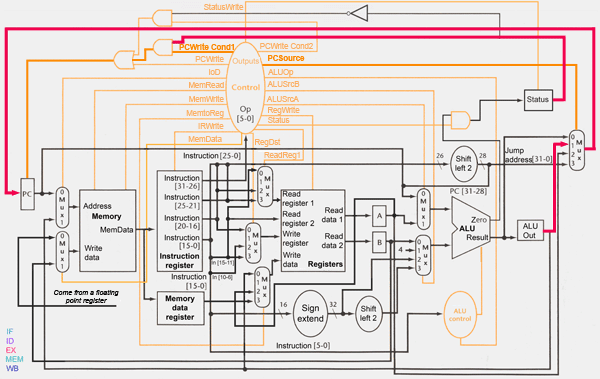 StatusWrite
PCWrite Cond1
PCWrite Cond2
PCWrite
Outputs
PCSource
IoD
ALUOp
MemRead
Control
ALUSrcB
MemWrite
ALUSrcA
MemtoReg
Op
[5-0]
RegWrite
Status
IRWrite
MemData
RegDst
ReadReg1
Status
Instruction [25-0]
26
Shift
left 2
28
Jump
address[31-0]
PC [31-28]
0
1
2
3
Mux
PC
0
Mux
1
Address
Memory
MemData
Write
data
0
Mux
1
Instruction
[31-26]
Instruction
[25-21]
Instruction
[20-16]
Instruction
[15-0]
Instruction
register
Instruction
[15-0]
Memory data
register
In [15-11]
In [10-6]
0
1
2
3
Mux
0
1
2
Mux
0
1
2
3
Mux
Read
register 1
Read
register 2
Write
register
Write
data
Read
data 1
Read
data 2
Registers
A
B
4
0
Mux
1
0
1
2
3
Mux
Zero
ALU
Result
ALU
Out
16
Sign
extend
32
Shift
left 2
ALU
control
Instruction [5-0]
Come from a floating
point register
IF
ID
EX
MEM
WB